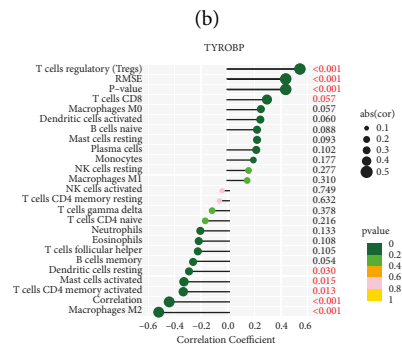 (b)
TYROBP
T cells regulatory (Tregs) <0.001
RMSE <0.001
P–value <0.001
T cells CD8 0.057
Macrophages M0 0.057
Dendritic cells activated 0.060
B cells naive 0.088
Mast cells resting 0.093
Plasma cells 0.102
Monocytes 0.177
NK cells resting 0.277
Macrophages M1 0.310
NK cells activated 0.749
T cells CD4 memory resting 0.632
T cells gamma delta 0.378
T cells CD4 naive 0.216
Neutrophils 0.133
Eosinophils 0.108
T cells follicular helper 0.105
B cells memory 0.054
Dendritic cells resting 0.030
Mast cells activated 0.015
T cells CD4 memory activated 0.013
Correlation <0.001
Macrophages M2 <0.001
−0.6 −0.4 −0.2 0.0 0.2 0.4 0.6
Correlation Coefficient
abs(cor)
0.1
0.2
0.3
0.4
0.5
pvalue
0
0.2
0.4
0.6
0.8
1